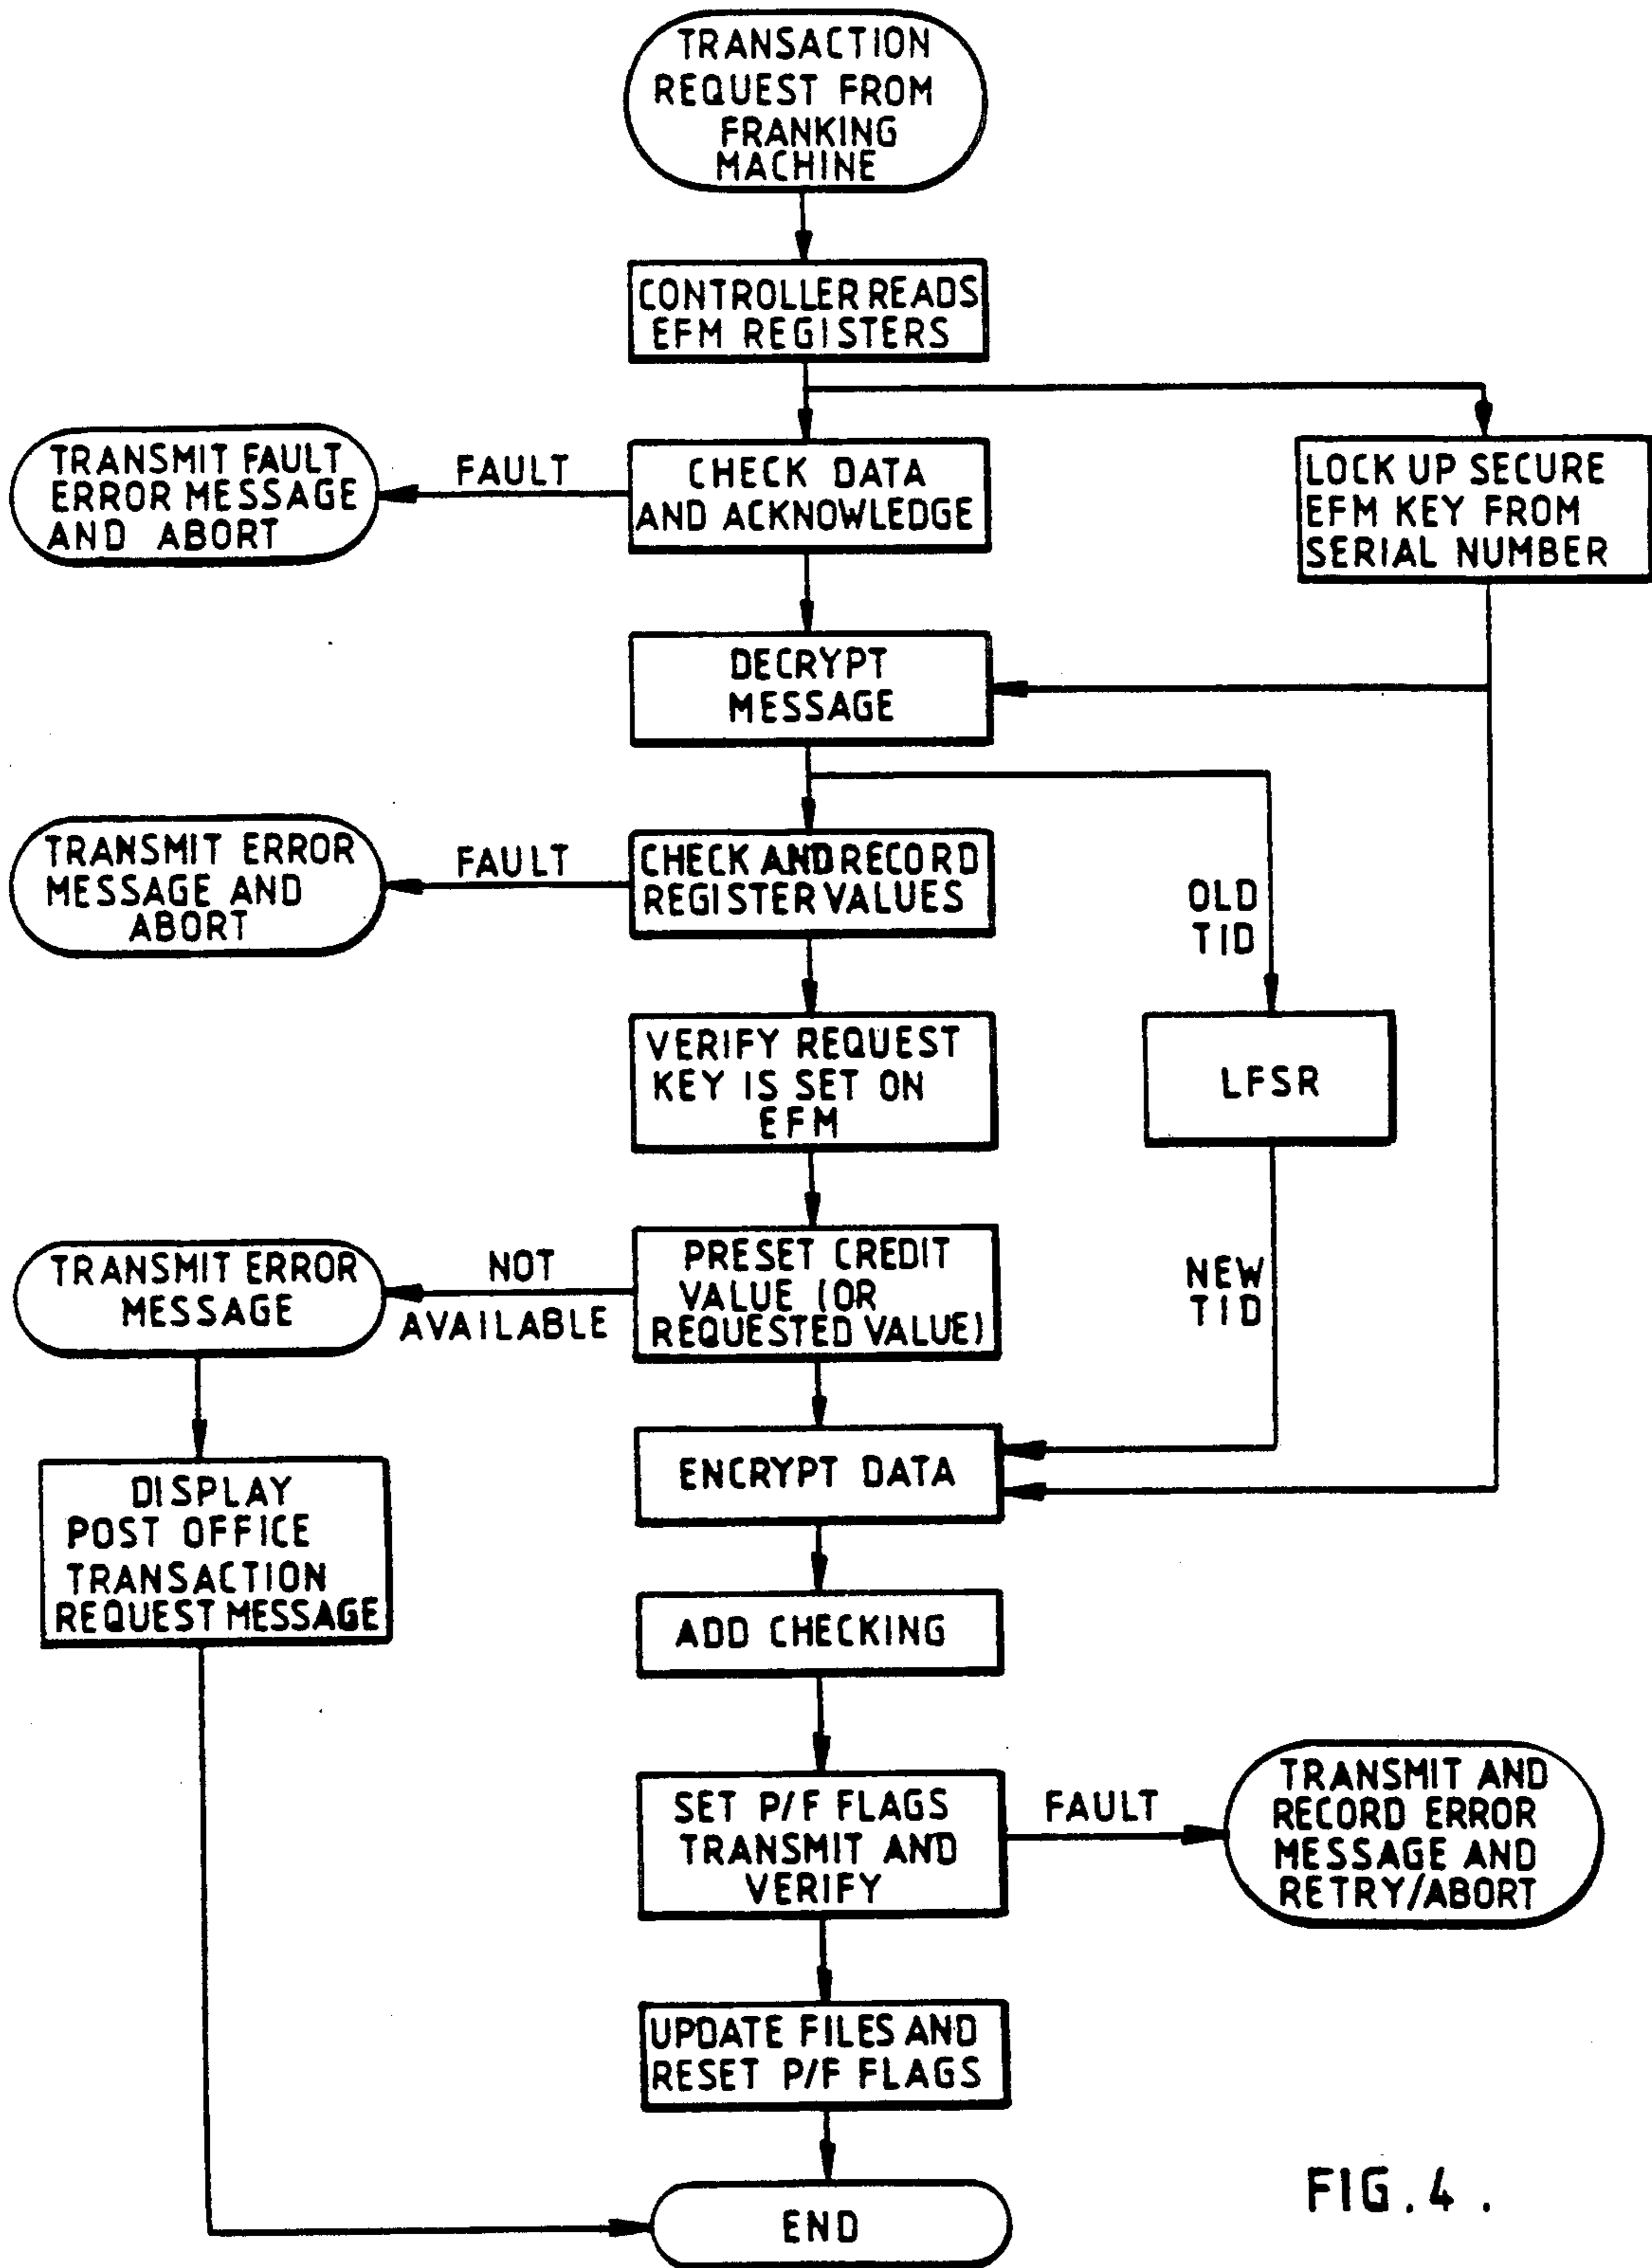 TRANSACTION
REQUEST FROM
FRANKING
MACHINE
CONTROLLER READS
EFM REGISTERS
TRANSMIT FAULT
ERROR MESSAGE
AND ABORT
FAULT
CHECK DATA
AND ACKNOWLEDGE
LOCK UP SECURE
EFM KEY FROM
SERIAL NUMBER
DECRYPT
MESSAGE
TRANSMIT ERROR
MESSAGE AND
ABORT
FAULT
CHECK AND RECORD
REGISTER VALUES
OLD
TID
VERIFY REQUEST
KEY IS SET ON
EFM
LFSR
TRANSMIT ERROR
MESSAGE
NOT
AVAILABLE
PRESET CREDIT
VALUE (OR
REQUESTED VALUE)
NEW
TID
DISPLAY
POST OFFICE
TRANSACTION
REQUEST MESSAGE
ENCRYPT DATA
ADD CHECKING
SET P/F FLAGS
TRANSMIT AND
VERIFY
FAULT
TRANSMIT AND
RECORD ERROR
MESSAGE AND
RETRY/ABORT
UPDATE FILES AND
RESET P/F FLAGS
END
FIG. 4.